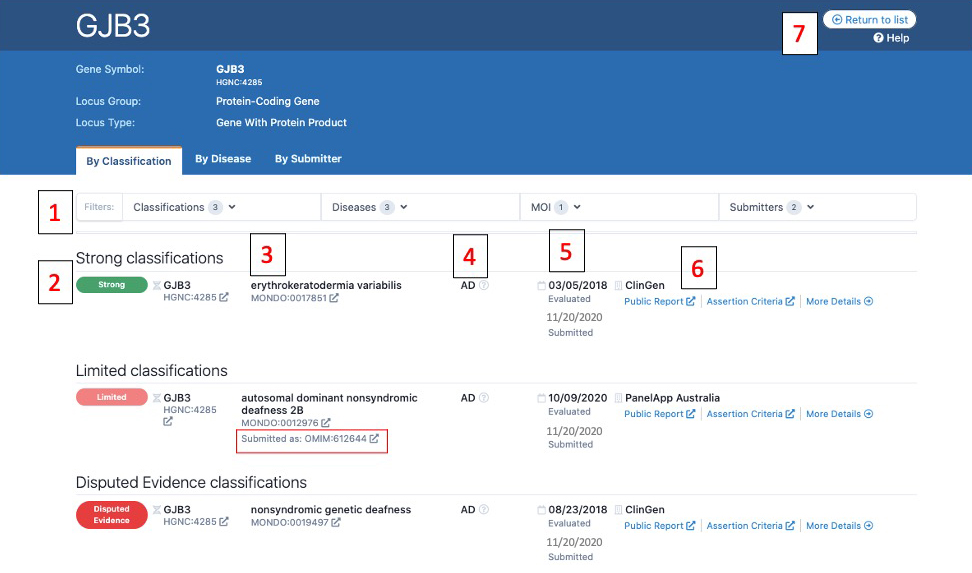 GJB3
7
Return to list
Help
Gene Symbol: GJB3
HGNC:4285
Locus Group: Protein-Coding Gene
Locus Type: Gene With Protein Product
By Classification By Disease By Submitter
1
Filters: Classifications 3 Diseases 3 MOI 1 Submitters 2
Strong classifications
2 3 4 5 6
Strong GJB3 erythrokeratodermia variabilis AD 03/05/2018 ClinGen
HGNC:4285 MONDO:0017851 Evaluated Public Report Assertion Criteria More Details
11/20/2020
Submitted
Limited classifications
Limited GJB3 autosomal dominant nonsyndromic AD 10/09/2020 PanelApp Australia
HGNC:4285 deafness 2B Evaluated Public Report Assertion Criteria More Details
MONDO:0012976
11/20/2020
Submitted as: OMIM:612644 Submitted
Disputed Evidence classifications
Disputed GJB3 nonsyndromic genetic deafness AD 08/23/2018 ClinGen
Evidence HGNC:4285 MONDO:0019497 Evaluated Public Report Assertion Criteria More Details
11/20/2020
Submitted